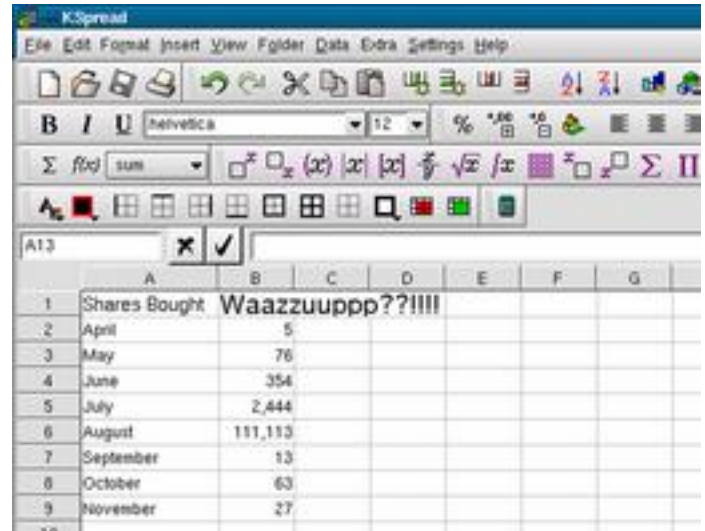 KSpread
File Edit Format Insert View Folder Data Extra Settings Help
B I U helvetica 12 % +,00 +,0
Σ f(x) sum (x) |x| [x] √x ∫x Σ Π
A13
A B C D E F G
1 Shares Bought Waazzuuppp??!!!!
2 April 5
3 May 76
4 June 354
5 July 2,444
6 August 111,113
7 September 13
8 October 63
9 November 27
10